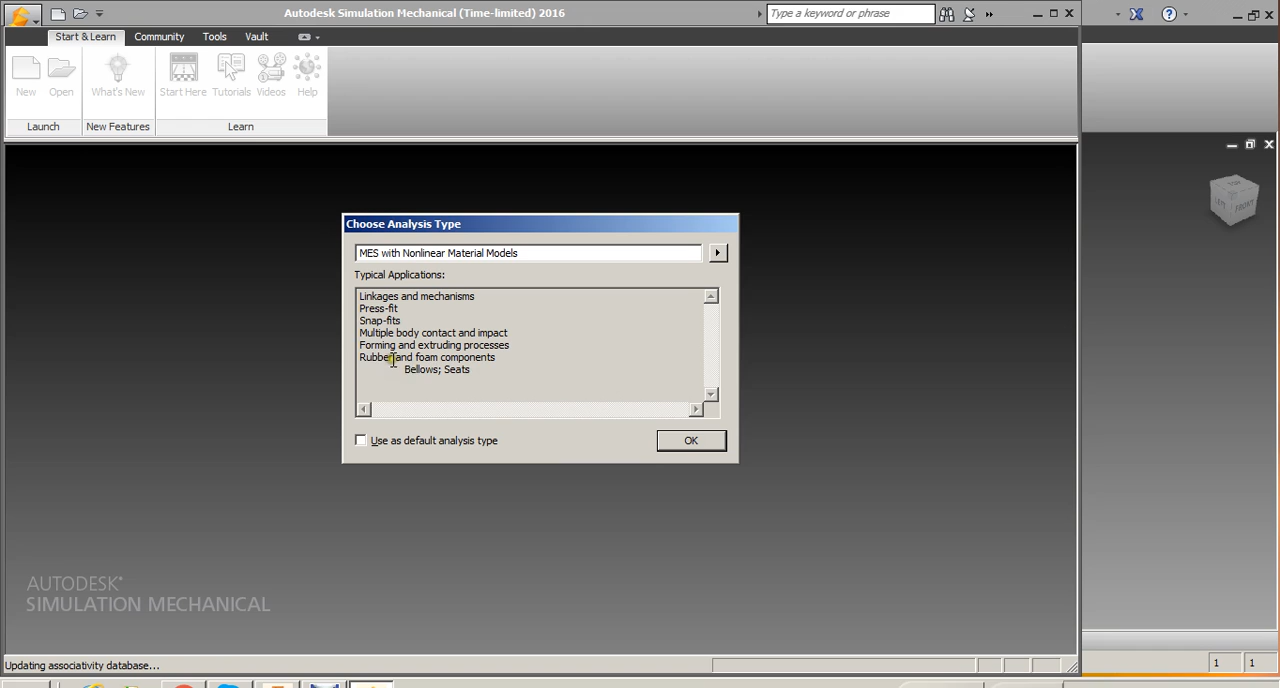 Autodesk Simulation Mechanical (Time-limited) 2016
Type a keyword or phrase
Start & Learn
Community
Tools
Vault
New
Open
What's New
Start Here
Tutorials
Videos
Help
Launch
New Features
Learn
TOP
LEFT
FRONT
Choose Analysis Type
MES with Nonlinear Material Models
Typical Applications:
Linkages and mechanisms
Press-fit
Snap-fits
Multiple body contact and impact
Forming and extruding processes
Rubber and foam components
Bellows; Seats
Use as default analysis type
OK
AUTODESK®
SIMULATION MECHANICAL
Updating associativity database...
1
1